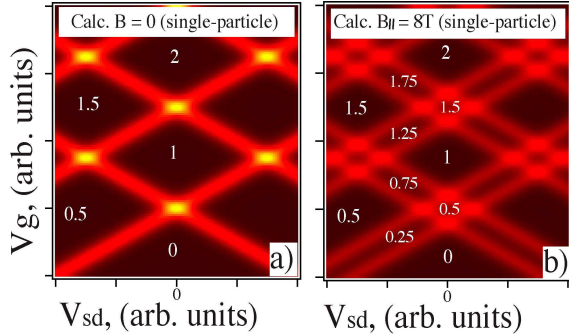 Calc. B = 0 (single-particle)
2
1.5
1
0.5
0
a)
Vg, (arb. units)
Vsd, (arb. units)
Calc. B|| = 8T (single-particle)
2
1.75
1.5
1.5
1.25
1
0.75
0.5
0.5
0.25
0
b)
0
0
Vsd, (arb. units)